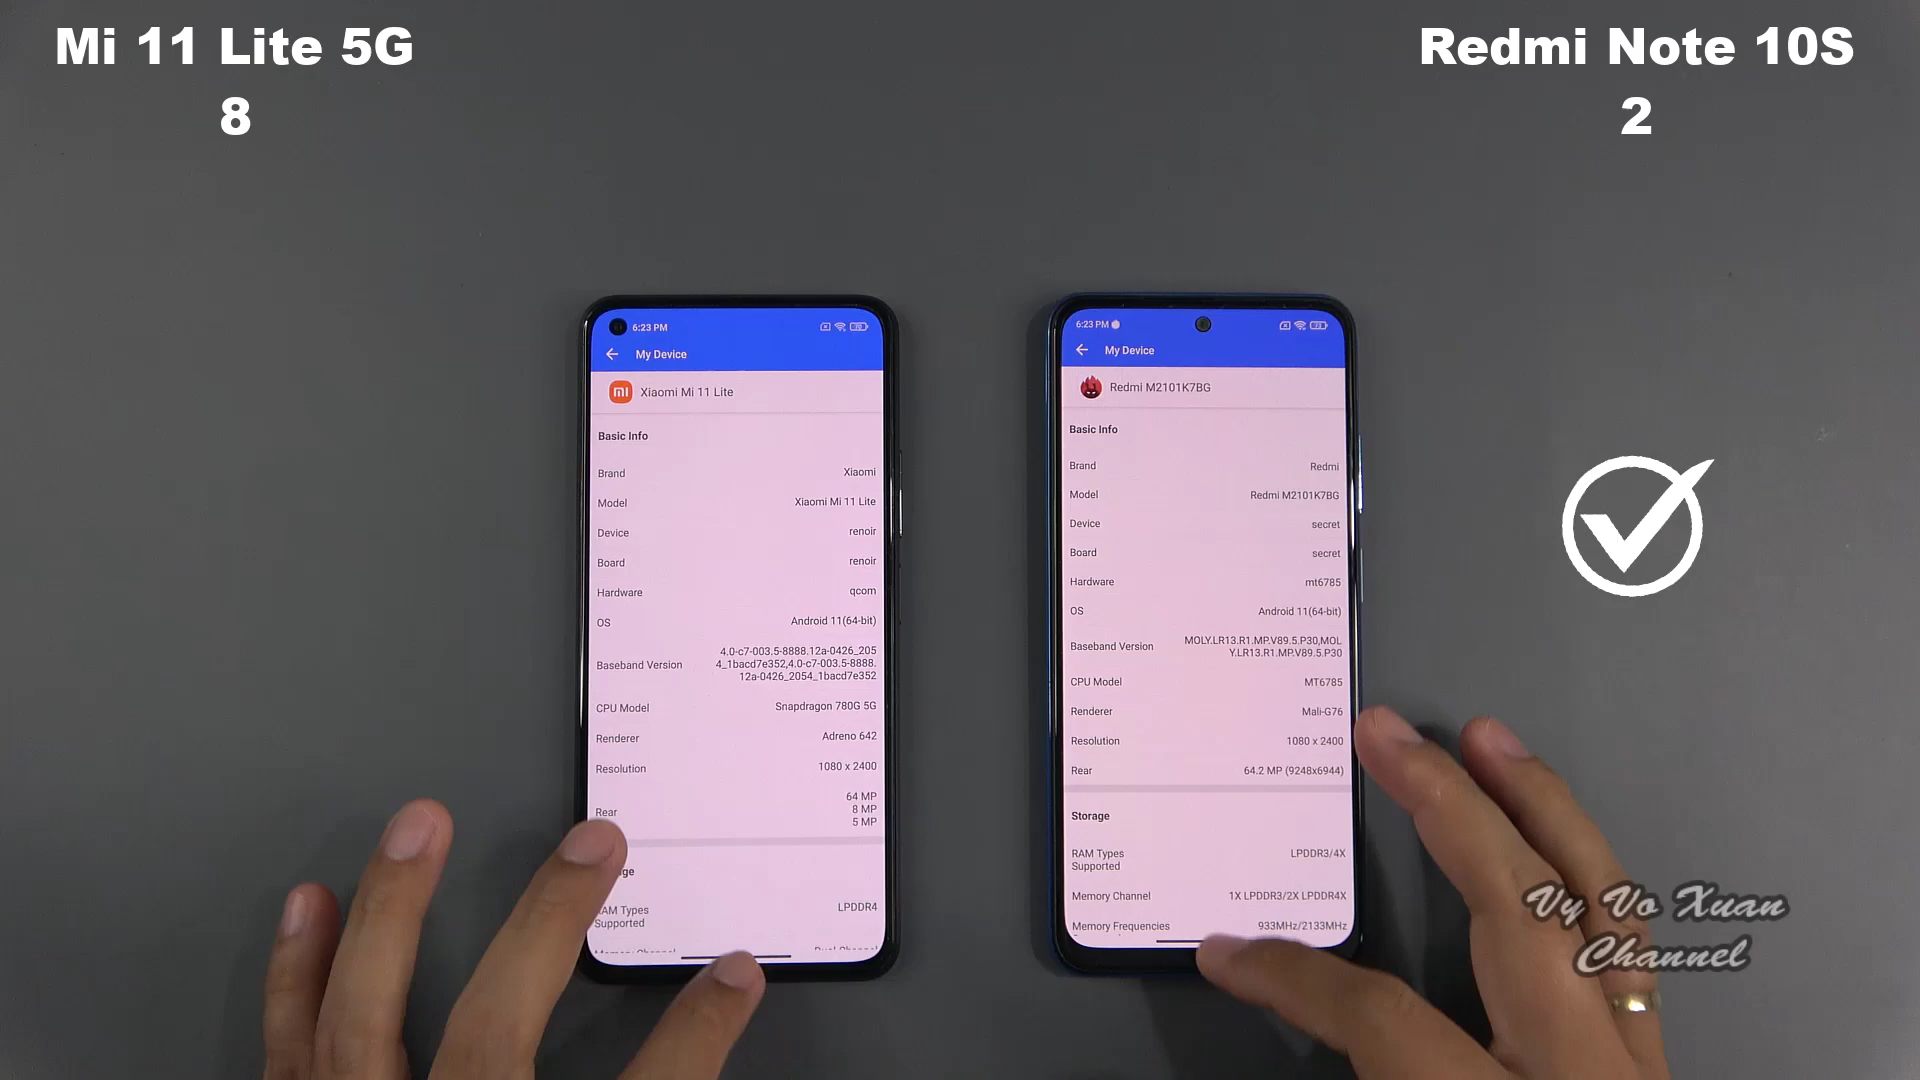 Mi 11 Lite 5G
8
Redmi Note 10S
2
6:23 PM
My Device
Xiaomi Mi 11 Lite
Basic Info
Brand Xiaomi
Model Xiaomi Mi 11 Lite
Device renoir
Board renoir
Hardware qcom
OS Android 11(64-bit)
Baseband Version 4.0-c7-003.5-8888.12a-0426_205
4_1bacd7e352,4.0-c7-003.5-8888.
12a-0426_2054_1bacd7e352
CPU Model Snapdragon 780G 5G
Renderer Adreno 642
Resolution 1080 x 2400
Rear 64 MP
8 MP
5 MP
ge
AM Types
Supported LPDDR4
6:23 PM
My Device
Redmi M2101K7BG
Basic Info
Brand Redmi
Model Redmi M2101K7BG
Device secret
Board secret
Hardware mt6785
OS Android 11(64-bit)
Baseband Version MOLY.LR13.R1.MP.V89.5.P30,MOL
Y.LR13.R1.MP.V89.5.P30
CPU Model MT6785
Renderer Mali-G76
Resolution 1080 x 2400
Rear 64.2 MP (9248x6944)
Storage
RAM Types
Supported LPDDR3/4X
Memory Channel 1X LPDDR3/2X LPDDR4X
Memory Frequencies 933MHz/2133MHz
Vy Vo Xuan
Channel